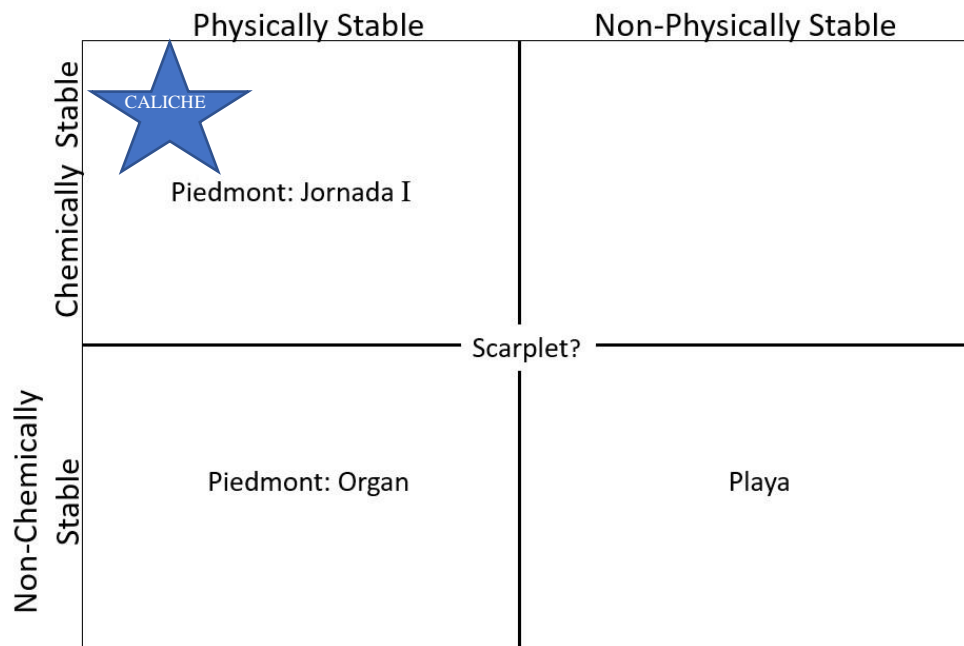 Physically Stable
Non-Physically Stable
Chemically Stable
CALICHE
Piedmont: Jornada I
Scarplet?
Non-Chemically
Stable
Piedmont: Organ
Playa